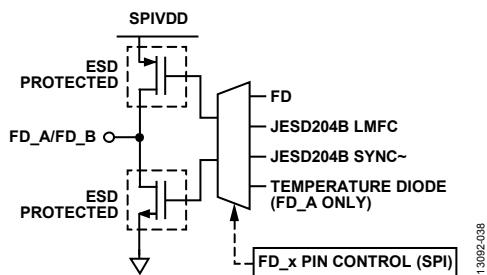 SPIVDD
ESD
PROTECTED
FD
JESD204B LMFC
FD_A/FD_B
JESD204B SYNC~
ESD
PROTECTED
TEMPERATURE DIODE
(FD_A ONLY)
FD_x PIN CONTROL (SPI)
13092-038